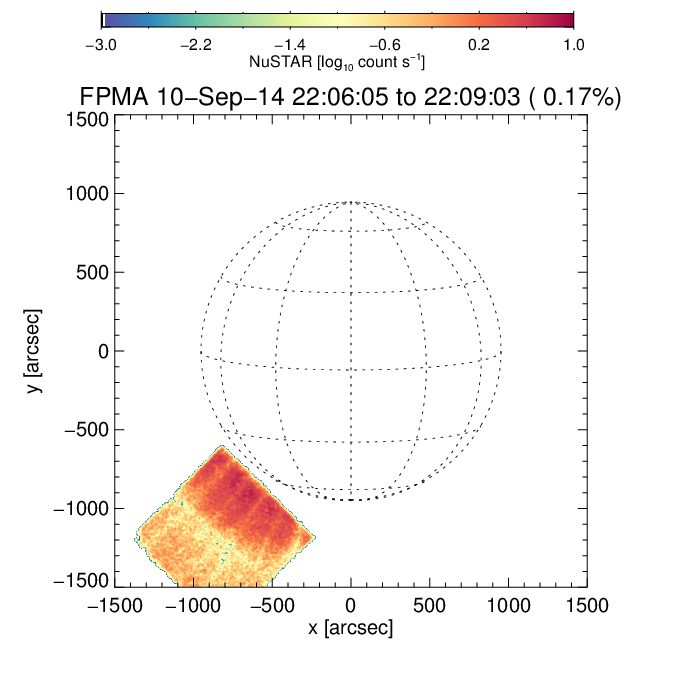 −3.0 −2.2 −1.4 −0.6 0.2 1.0
NuSTAR [log₁₀ count s⁻¹]
FPMA 10−Sep−14 22:06:05 to 22:09:03 ( 0.17%)
1500
1000
500
0
−500
−1000
−1500
y [arcsec]
−1500 −1000 −500 0 500 1000 1500
x [arcsec]